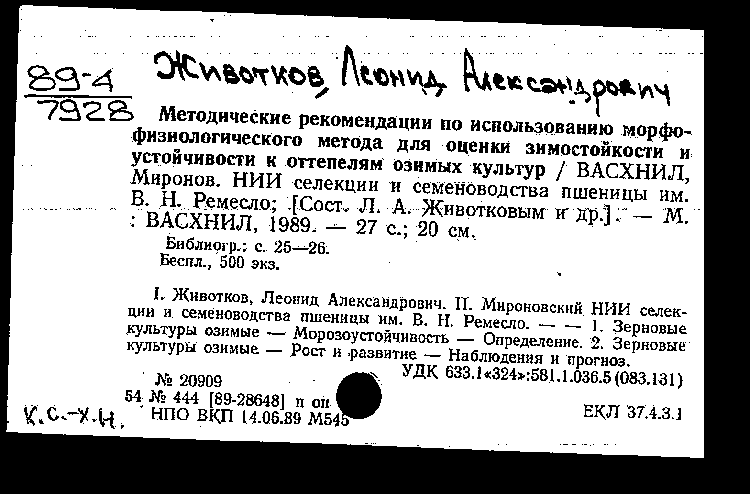 Животков, Леонид Александрович
89-4
7928
Методические рекомендации по использованию морфо-
физиологического метода для оценки зимостойкости и
устойчивости к оттепелям озимых культур / ВАСХНИЛ,
Миронов. НИИ селекции и семеноводства пшеницы им.
В. Н. Ремесло; [Сост. Л. А. Животковым и др.]. — М.
: ВАСХНИЛ, 1989. — 27 с.; 20 см.
Библиогр.: с. 25—26.
Беспл., 500 экз.
I. Животков, Леонид Александрович. II. Мироновский НИИ селек-
ции и семеноводства пшеницы им. В. Н. Ремесло. — — 1. Зерновые
культуры озимые — Морозоустойчивость — Определение. 2. Зерновые
культуры озимые — Рост и развитие — Наблюдения и прогноз.
УДК 633.1«324»:581.1.036.5(083.131)
№ 20909
54 № 444 [89-28648] п оп
НПО ВКП 14.06.89 М545
ЕКЛ 37.4.3.1
К.С.-Х.Н.